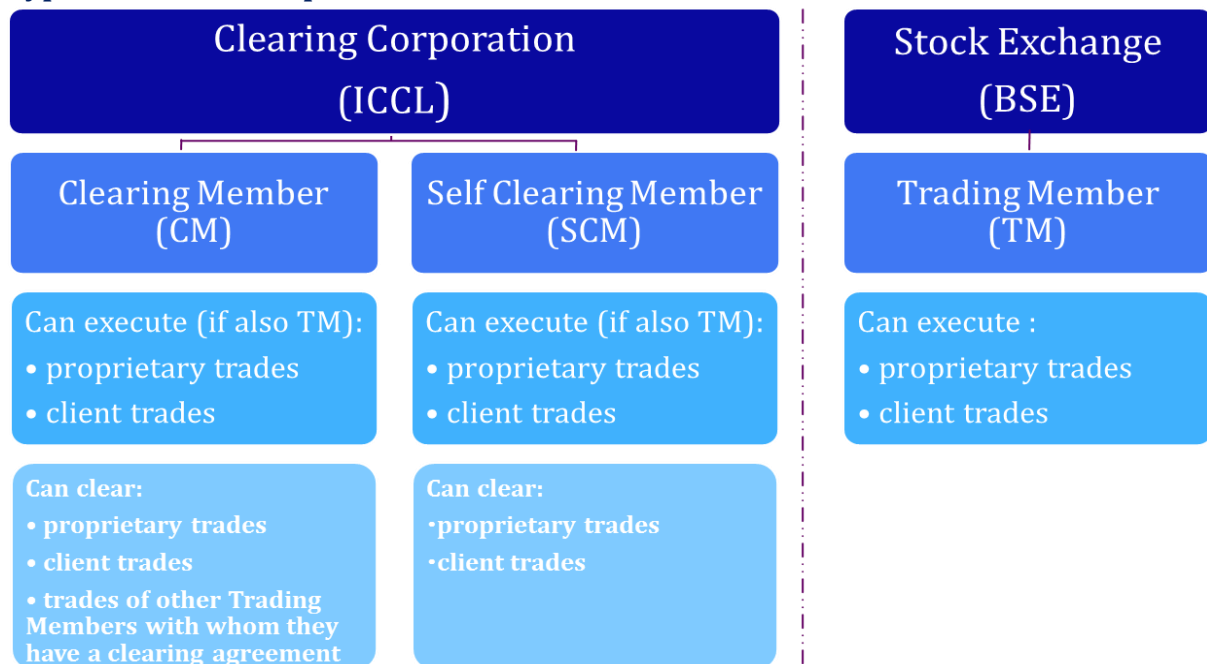 Clearing Corporation
(ICCL)
Stock Exchange
(BSE)
Clearing Member
(CM)
Self Clearing Member
(SCM)
Trading Member
(TM)
Can execute (if also TM):
• proprietary trades
• client trades
Can execute (if also TM):
• proprietary trades
• client trades
Can execute :
• proprietary trades
• client trades
Can clear:
• proprietary trades
• client trades
• trades of other Trading
Members with whom they
have a clearing agreement
Can clear:
•proprietary trades
•client trades